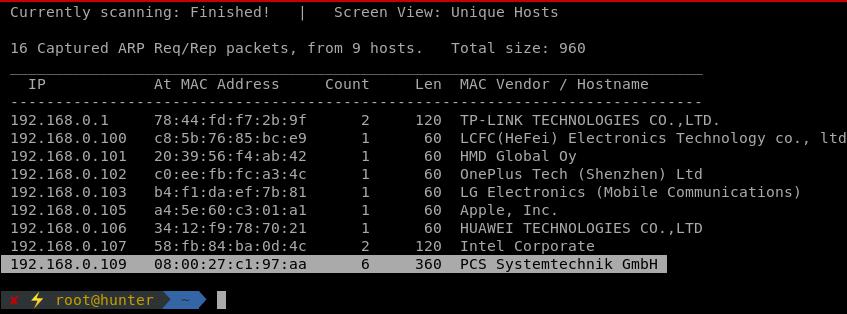 Currently scanning: Finished!   |   Screen View: Unique Hosts
16 Captured ARP Req/Rep packets, from 9 hosts.   Total size: 960
_____________________________________________________________________________
IP            At MAC Address     Count     Len  MAC Vendor / Hostname
-----------------------------------------------------------------------------
192.168.0.1     78:44:fd:f7:2b:9f      2     120  TP-LINK TECHNOLOGIES CO.,LTD.
192.168.0.100   c8:5b:76:85:bc:e9      1      60  LCFC(HeFei) Electronics Technology co., ltd
192.168.0.101   20:39:56:f4:ab:42      1      60  HMD Global Oy
192.168.0.102   c0:ee:fb:fc:a3:4c      1      60  OnePlus Tech (Shenzhen) Ltd
192.168.0.103   b4:f1:da:ef:7b:81      1      60  LG Electronics (Mobile Communications)
192.168.0.105   a4:5e:60:c3:01:a1      1      60  Apple, Inc.
192.168.0.106   34:12:f9:78:70:21      1      60  HUAWEI TECHNOLOGIES CO.,LTD
192.168.0.107   58:fb:84:ba:0d:4c      2     120  Intel Corporate
192.168.0.109   08:00:27:c1:97:aa      6     360  PCS Systemtechnik GmbH
✘ ⚡ root@hunter ~